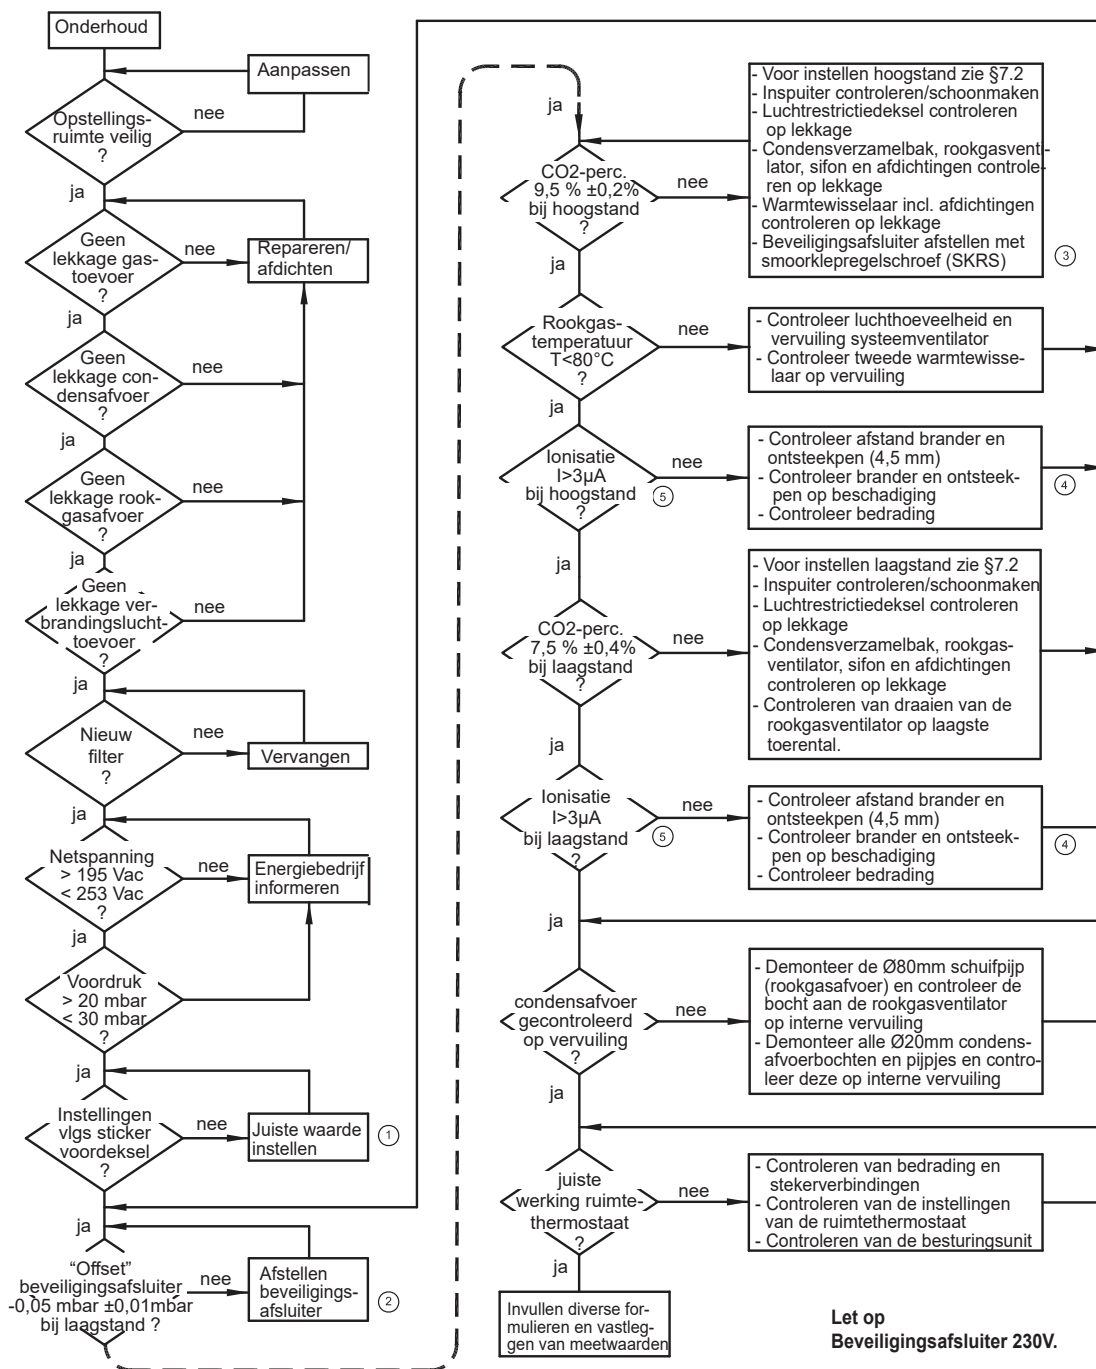 Onderhoud
Aanpassen
Opstellings-
ruimte veilig
?
nee
ja
Geen
lekkage gas-
toevoer
?
nee
Repareren/
afdichten
ja
Geen
lekkage con-
densafvoer
?
nee
ja
Geen
lekkage rook-
gasafvoer
?
nee
ja
Geen
lekkage ver-
brandingslucht-
toevoer
?
nee
ja
Nieuw
filter
?
nee
Vervangen
ja
Netspanning
> 195 Vac
< 253 Vac
?
nee
Energiebedrijf
informeren
ja
Voordruk
> 20 mbar
< 30 mbar
?
ja
Instellingen
vlgs sticker
voordeksel
?
nee
Juiste waarde
instellen
1
ja
“Offset”
beveiligingsafsluiter
-0,05 mbar ±0,01mbar
bij laagstand ?
nee
Afstellen
beveiligings-
afsluiter
2
ja
CO2-perc.
9,5 % ±0,2%
bij hoogstand
?
nee
- Voor instellen hoogstand zie §7.2
- Inspuiter controleren/schoonmaken
- Luchtrestrictiedeksel controleren
op lekkage
- Condensverzamelbak, rookgasventi-
lator, sifon en afdichtingen controle-
ren op lekkage
- Warmtewisselaar incl. afdichtingen
controleren op lekkage
- Beveiligingsafsluiter afstellen met
smoorklepregelschroef (SKRS)
3
ja
Rookgas-
temperatuur
T<80°C
?
nee
- Controleer luchthoeveelheid en
vervuiling systeemventilator
- Controleer tweede warmtewisse-
laar op vervuiling
ja
Ionisatie
I>3µA
bij hoogstand
?
5
nee
- Controleer afstand brander en
ontsteekpen (4,5 mm)
- Controleer brander en ontsteek-
pen op beschadiging
- Controleer bedrading
4
ja
CO2-perc.
7,5 % ±0,4%
bij laagstand
?
nee
- Voor instellen laagstand zie §7.2
- Inspuiter controleren/schoonmaken
- Luchtrestrictiedeksel controleren
op lekkage
- Condensverzamelbak, rookgas-
ventilator, sifon en afdichtingen
controleren op lekkage
- Controleren van draaien van de
rookgasventilator op laagste
toerental.
ja
Ionisatie
I>3µA
bij laagstand
?
5
nee
- Controleer afstand brander en
ontsteekpen (4,5 mm)
- Controleer brander en ontsteek-
pen op beschadiging
- Controleer bedrading
4
ja
condensafvoer
gecontroleerd
op vervuiling
?
nee
- Demonteer de Ø80mm schuifpijp
(rookgasafvoer) en controleer de
bocht aan de rookgasventilator
op interne vervuiling
- Demonteer alle Ø20mm condens-
afvoerbochten en pijpjes en contro-
leer deze op interne vervuiling
ja
juiste
werking ruimte-
thermostaat
?
nee
- Controleren van bedrading en
stekerverbindingen
- Controleren van de instellingen
van de ruimtethermostaat
- Controleren van de besturingsunit
ja
Invullen diverse for-
mulieren en vastleg-
ggen van meetwaarden
Let op
Beveiligingsafsluiter 230V.